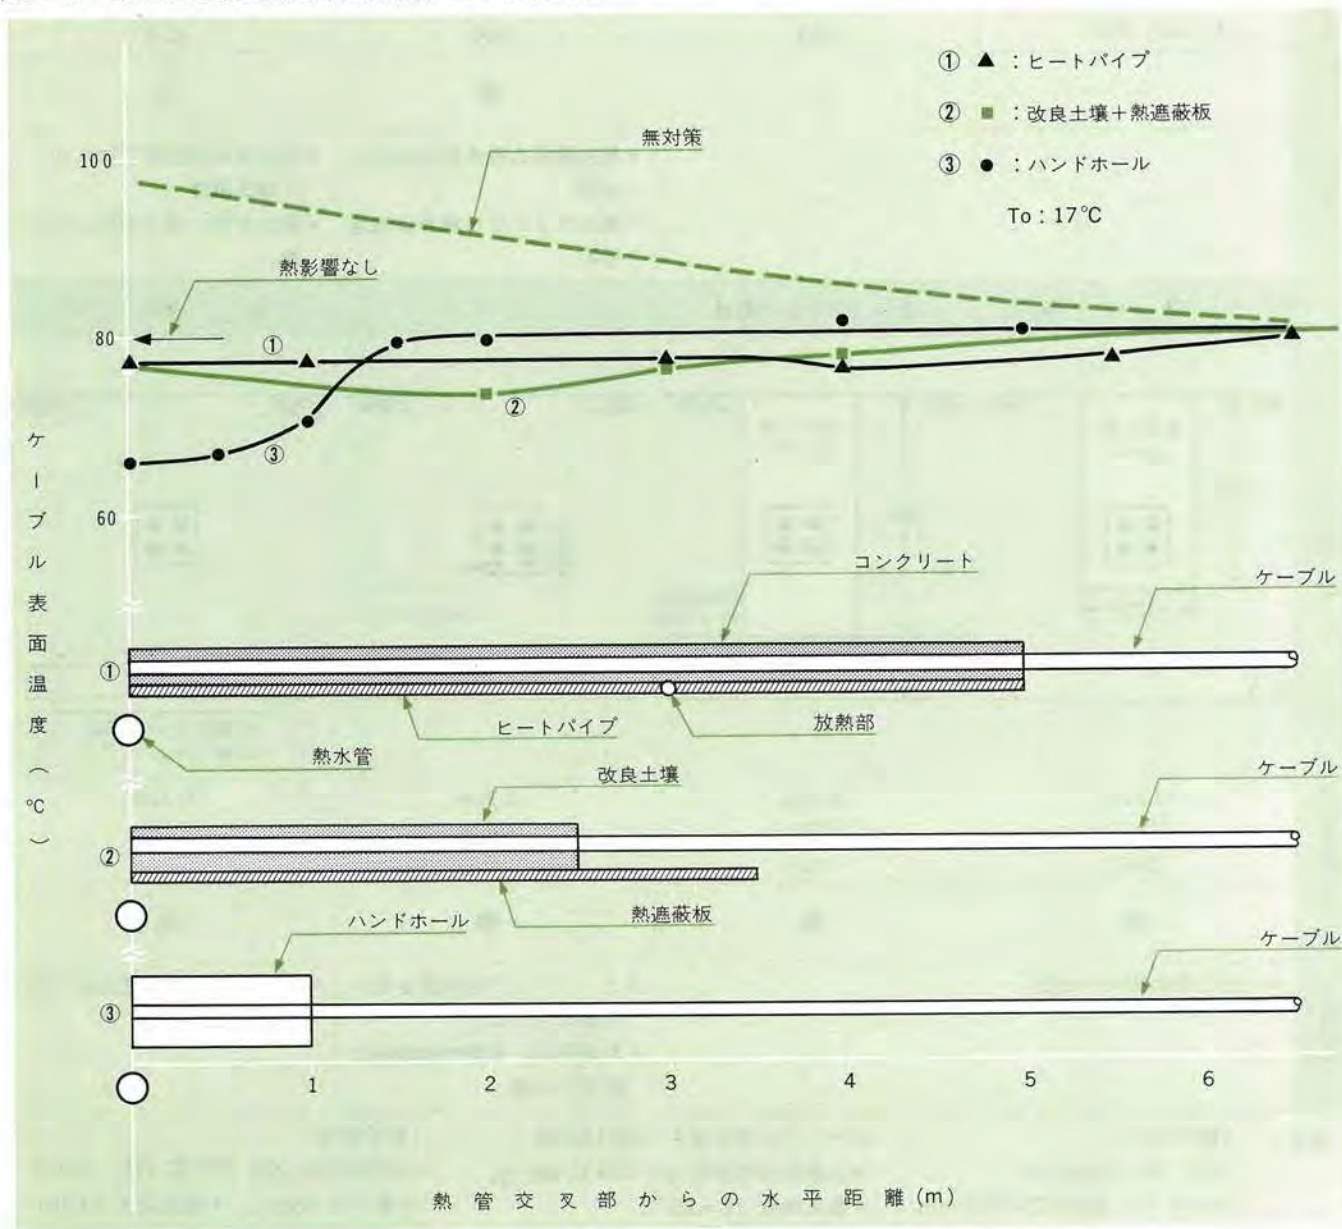 ① ▲ : ヒートパイプ
② ■ : 改良土壌+熱遮蔽板
③ ● : ハンドホール
To : 17℃
無対策
100
熱影響なし
80
①
②
③
60
ケーブル表面温度(℃)
コンクリート
ケーブル
①
ヒートパイプ
放熱部
熱水管
改良土壌
ケーブル
②
熱遮蔽板
ハンドホール
ケーブル
③
1 2 3 4 5 6
熱管交叉部からの水平距離(m)